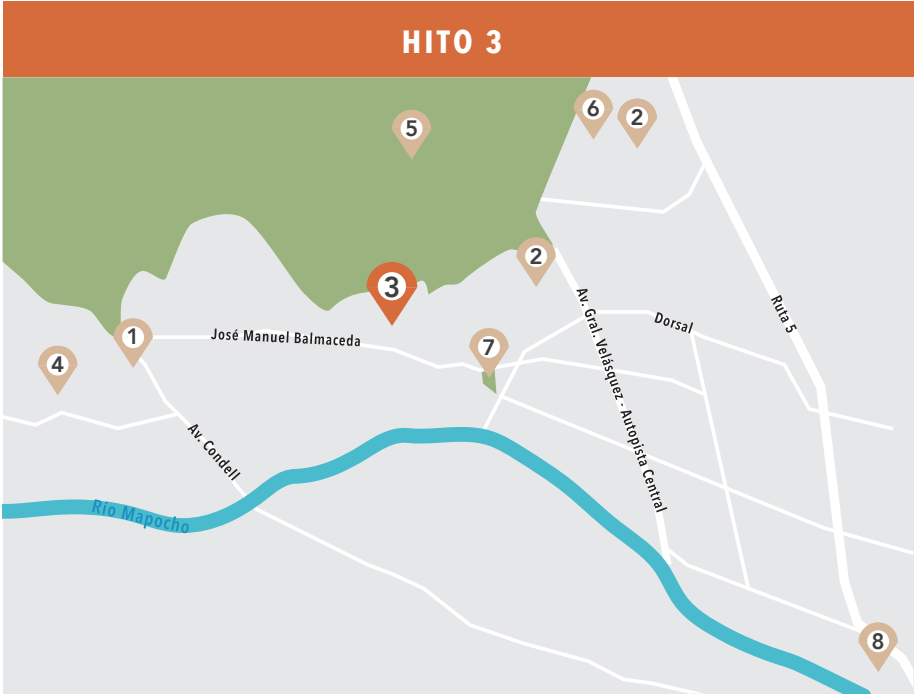 HITO 3
6
2
5
2
3
Av. Gral. Velásquez - Autopista Central
Ruta 5
Dorsal
1
José Manuel Balmaceda
7
4
Av. Condell
Río Mapocho
8